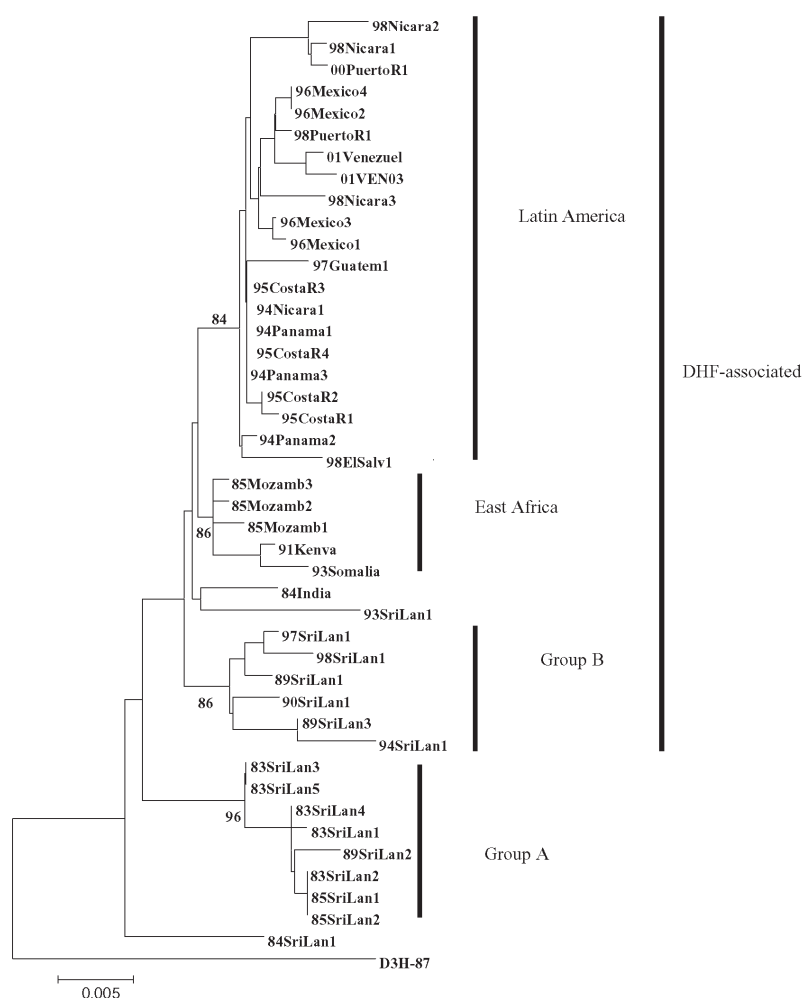 98Nicara2
98Nicara1
00PuertoR1
96Mexico4
96Mexico2
98PuertoR1
01Venezuel
01VEN03
98Nicara3
Latin America
96Mexico3
96Mexico1
97Guatem1
95CostaR3
94Nicara1
84
94Panama1
95CostaR4
94Panama3
DHF-associated
95CostaR2
95CostaR1
94Panama2
98ElSalv1
85Mozamb3
85Mozamb2
East Africa
85Mozamb1
86
91Kenva
93Somalia
84India
93SriLan1
97SriLan1
98SriLan1
Group B
89SriLan1
90SriLan1
86
89SriLan3
94SriLan1
83SriLan3
83SriLan5
83SriLan4
96
83SriLan1
89SriLan2
Group A
83SriLan2
85SriLan1
85SriLan2
84SriLan1
D3H-87
0.005